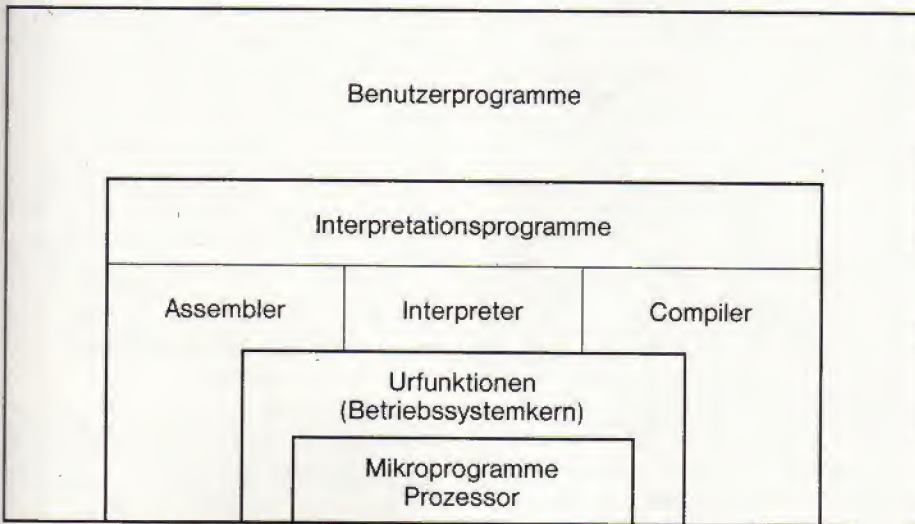 Benutzerprogramme
Interpretationsprogramme
Assembler Interpreter Compiler
Urfunktionen
(Betriebssystemkern)
Mikroprogramme
Prozessor